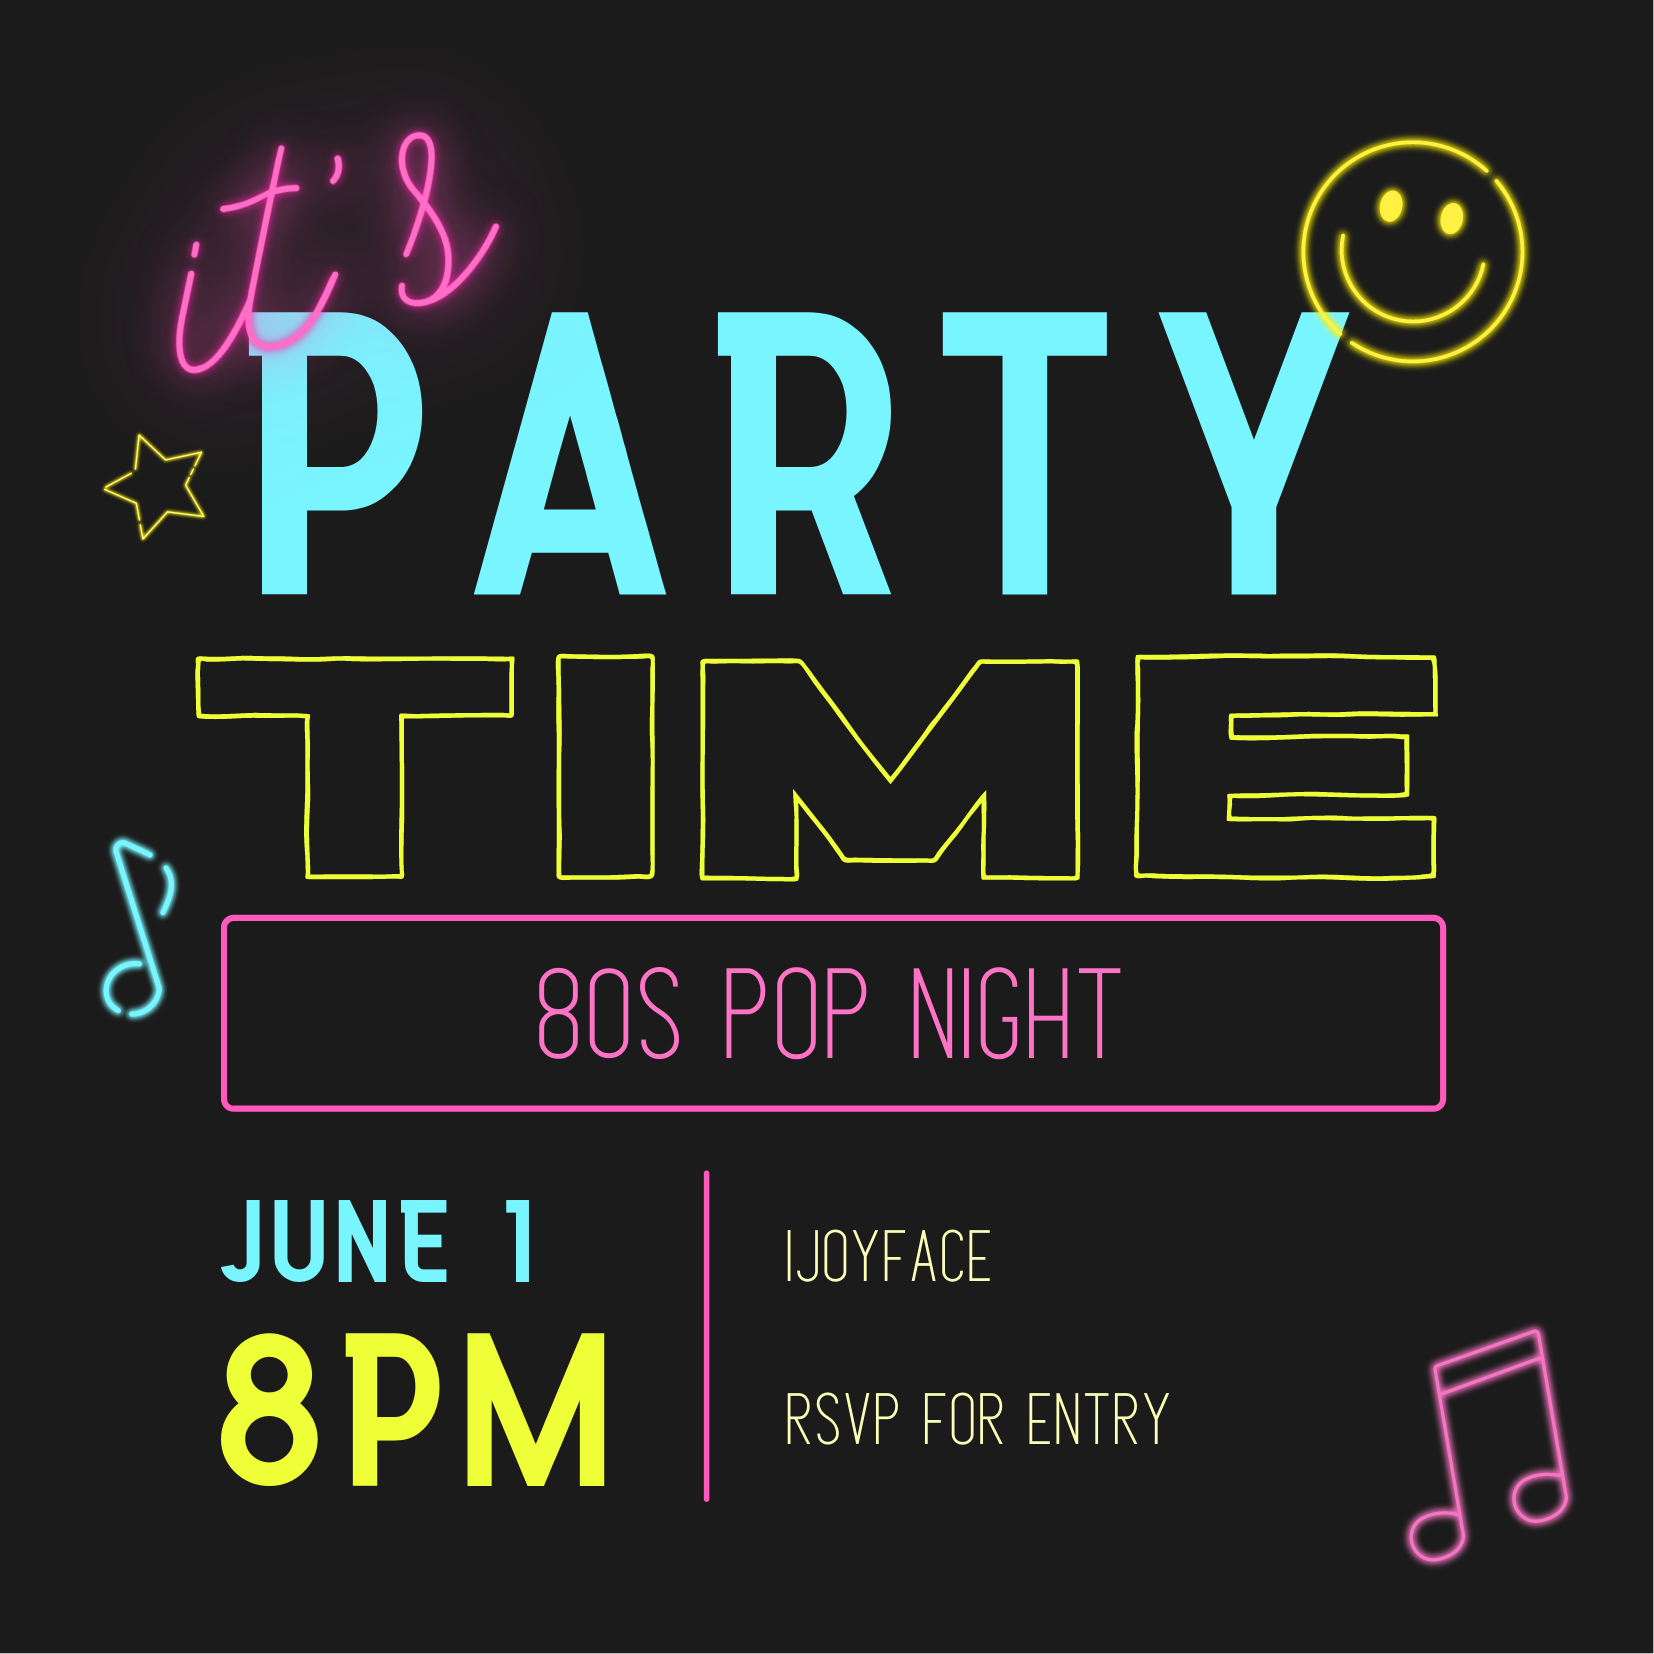 it's
PARTY
TIME
80S POP NIGHT
JUNE 1
8PM
IJOYFACE
RSVP FOR ENTRY